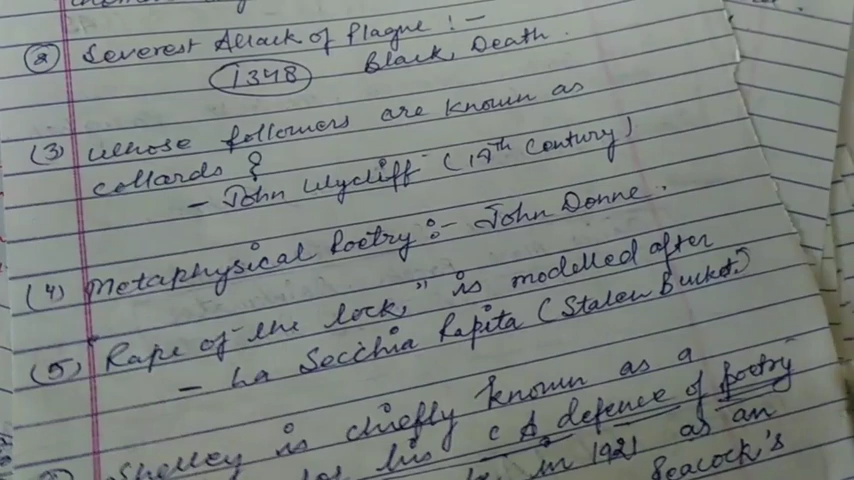 (2) Severest Attack of Plague :-
1348 Black Death.
(3) Whose followers are known as
collards ?
- John Wycliff (14th Century)
(4) Metaphysical Poetry :- John Donne.
(5) "Rape of the lock," is modelled after
- La Secchia Rapita (Stolen Bucket)
Shelley is chiefly known as a
for his "A defence of poetry
in 1921 as an
Peacock's